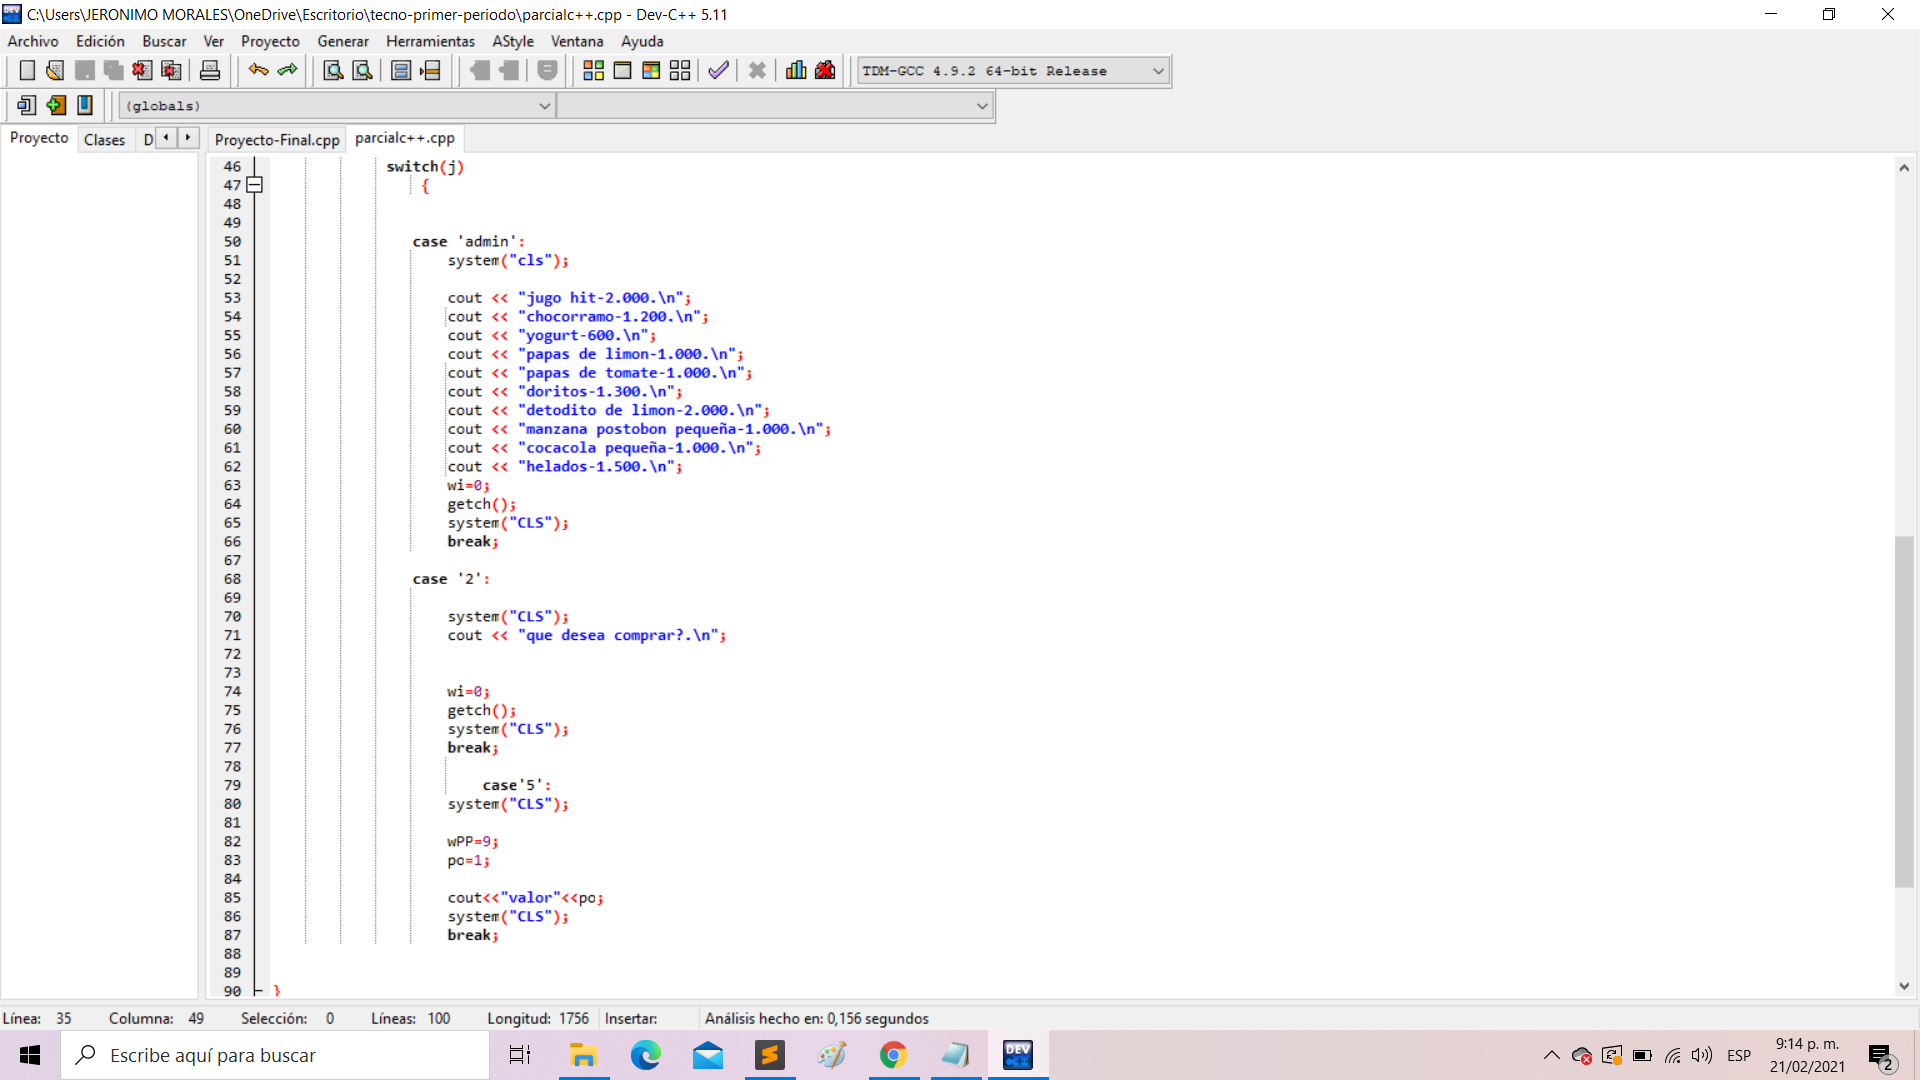 C:\Users\JERONIMO MORALES\OneDrive\Escritorio\tecno-primer-periodo\parcialc++.cpp - Dev-C++ 5.11
Archivo Edición Buscar Ver Proyecto Generar Herramientas AStyle Ventana Ayuda
TDM-GCC 4.9.2 64-bit Release
(globals)
Proyecto Clases D Proyecto-Final.cpp parcialc++.cpp
46 switch(j)
47 {
48
49
50 case 'admin':
51 system("cls");
52
53 cout << "jugo hit-2.000.\n";
54 cout << "chocorramo-1.200.\n";
55 cout << "yogurt-600.\n";
56 cout << "papas de limon-1.000.\n";
57 cout << "papas de tomate-1.000.\n";
58 cout << "doritos-1.300.\n";
59 cout << "detodito de limon-2.000.\n";
60 cout << "manzana postobon pequeña-1.000.\n";
61 cout << "cocacola pequeña-1.000.\n";
62 cout << "helados-1.500.\n";
63 wi=0;
64 getch();
65 system("CLS");
66 break;
67
68 case '2':
69
70 system("CLS");
71 cout << "que desea comprar?.\n";
72
73
74 wi=0;
75 getch();
76 system("CLS");
77 break;
78
79 case'5':
80 system("CLS");
81
82 wPP=9;
83 po=1;
84
85 cout<<"valor"<<po;
86 system("CLS");
87 break;
88
89
90 }
Línea: 35 Columna: 49 Selección: 0 Líneas: 100 Longitud: 1756 Insertar: Análisis hecho en: 0,156 segundos
Escribe aquí para buscar
DEV
ESP
9:14 p. m.
21/02/2021
2